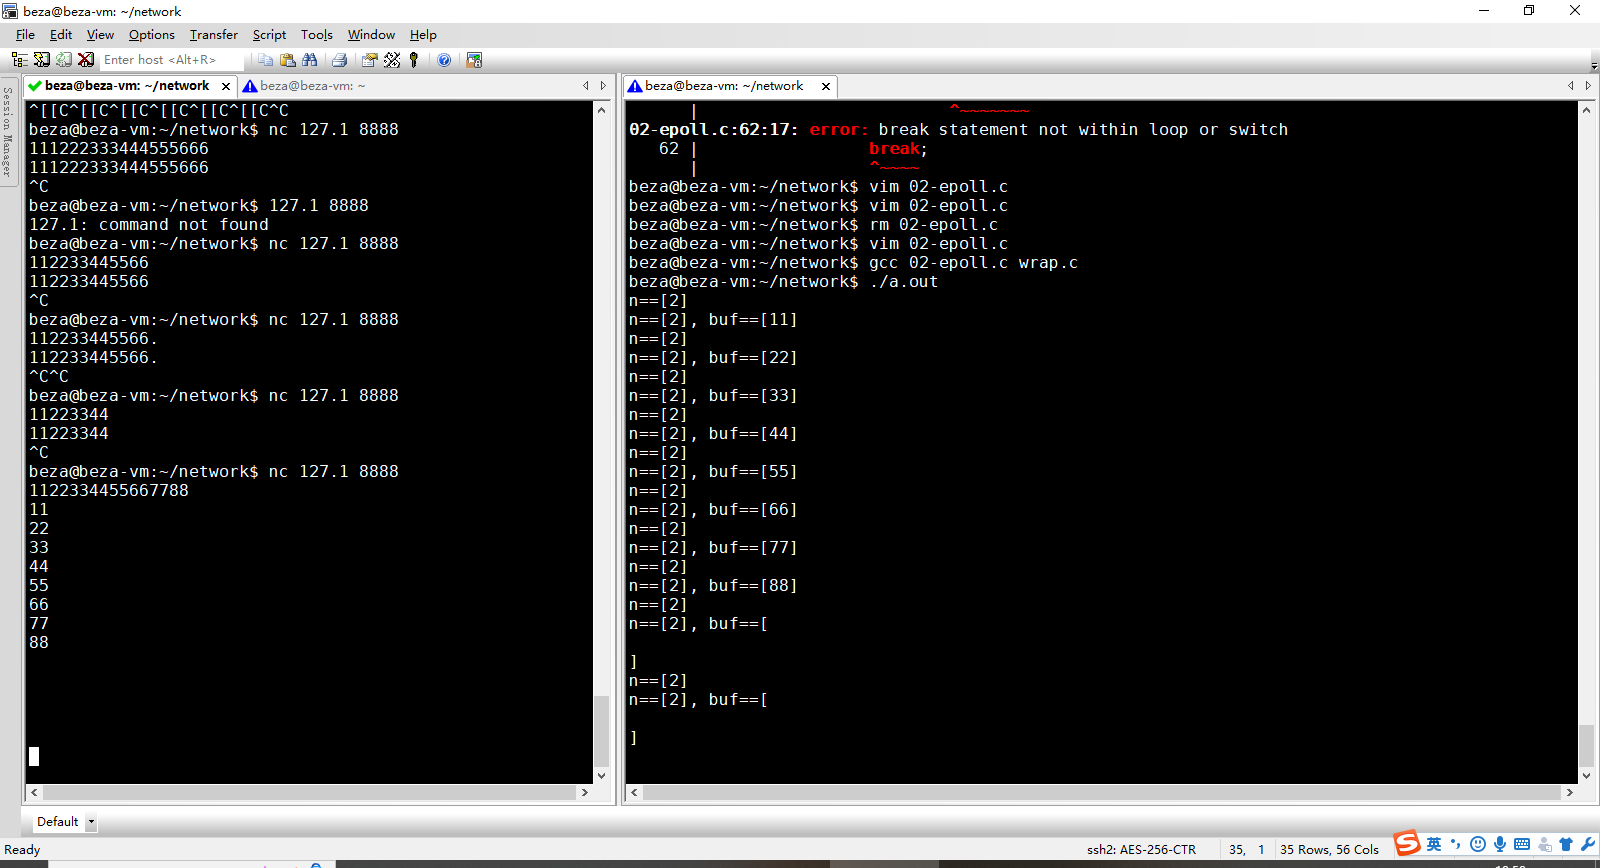 beza@beza-vm: ~/network
File Edit View Options Transfer Script Tools Window Help
Enter host <Alt+R>
Session Manager
beza@beza-vm: ~/network
beza@beza-vm: ~
^[[C^[[C^[[C^[[C^[[C^[[C^C
beza@beza-vm:~/network$ nc 127.1 8888
111222333444555666
111222333444555666
^C
beza@beza-vm:~/network$ 127.1 8888
127.1: command not found
beza@beza-vm:~/network$ nc 127.1 8888
112233445566
112233445566
^C
beza@beza-vm:~/network$ nc 127.1 8888
112233445566.
112233445566.
^C^C
beza@beza-vm:~/network$ nc 127.1 8888
11223344
11223344
^C
beza@beza-vm:~/network$ nc 127.1 8888
1122334455667788
11
22
33
44
55
66
77
88
beza@beza-vm: ~/network
| ^~~~~~~~
02-epoll.c:62:17: error: break statement not within loop or switch
62 | break;
| ^~~~~
beza@beza-vm:~/network$ vim 02-epoll.c
beza@beza-vm:~/network$ vim 02-epoll.c
beza@beza-vm:~/network$ rm 02-epoll.c
beza@beza-vm:~/network$ vim 02-epoll.c
beza@beza-vm:~/network$ gcc 02-epoll.c wrap.c
beza@beza-vm:~/network$ ./a.out
n==[2]
n==[2], buf==[11]
n==[2]
n==[2], buf==[22]
n==[2]
n==[2], buf==[33]
n==[2]
n==[2], buf==[44]
n==[2]
n==[2], buf==[55]
n==[2]
n==[2], buf==[66]
n==[2]
n==[2], buf==[77]
n==[2]
n==[2], buf==[88]
n==[2]
n==[2], buf==[
]
n==[2]
n==[2], buf==[
]
Default
Ready
ssh2: AES-256-CTR 35, 1 35 Rows, 56 Cols
英